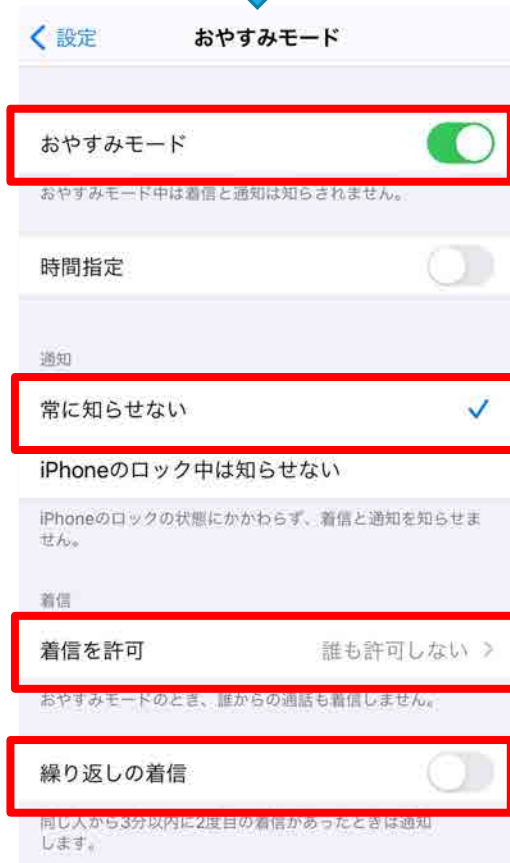 設定 おやすみモード
おやすみモード
おやすみモード中は着信と通知は知らされません。
時間指定
通知
常に知らせない
iPhoneのロック中は知らせない
iPhoneのロックの状態にかかわらず、着信と通知を知らせま
せん。
着信
着信を許可 誰も許可しない
おやすみモードのとき、誰からの通話も着信しません。
繰り返しの着信
同じ人から3分以内に2度目の着信があったときは通知
します。